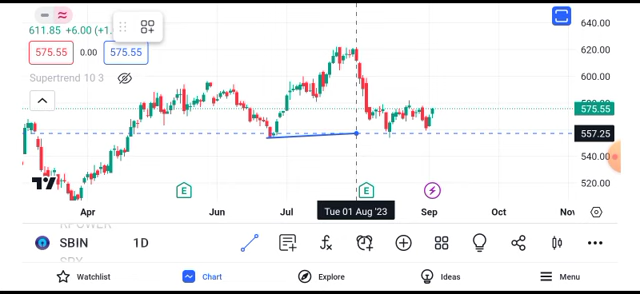 611.85 +6.00 (+1.
575.55 0.00 575.55
Supertrend 10 3
640.00
620.00
600.00
575.55
557.25
540.00
520.00
E E
TV
Apr Jun Jul Tue 01 Aug '23 Sep Oct Nov
SBIN 1D
Watchlist Chart Explore Ideas Menu